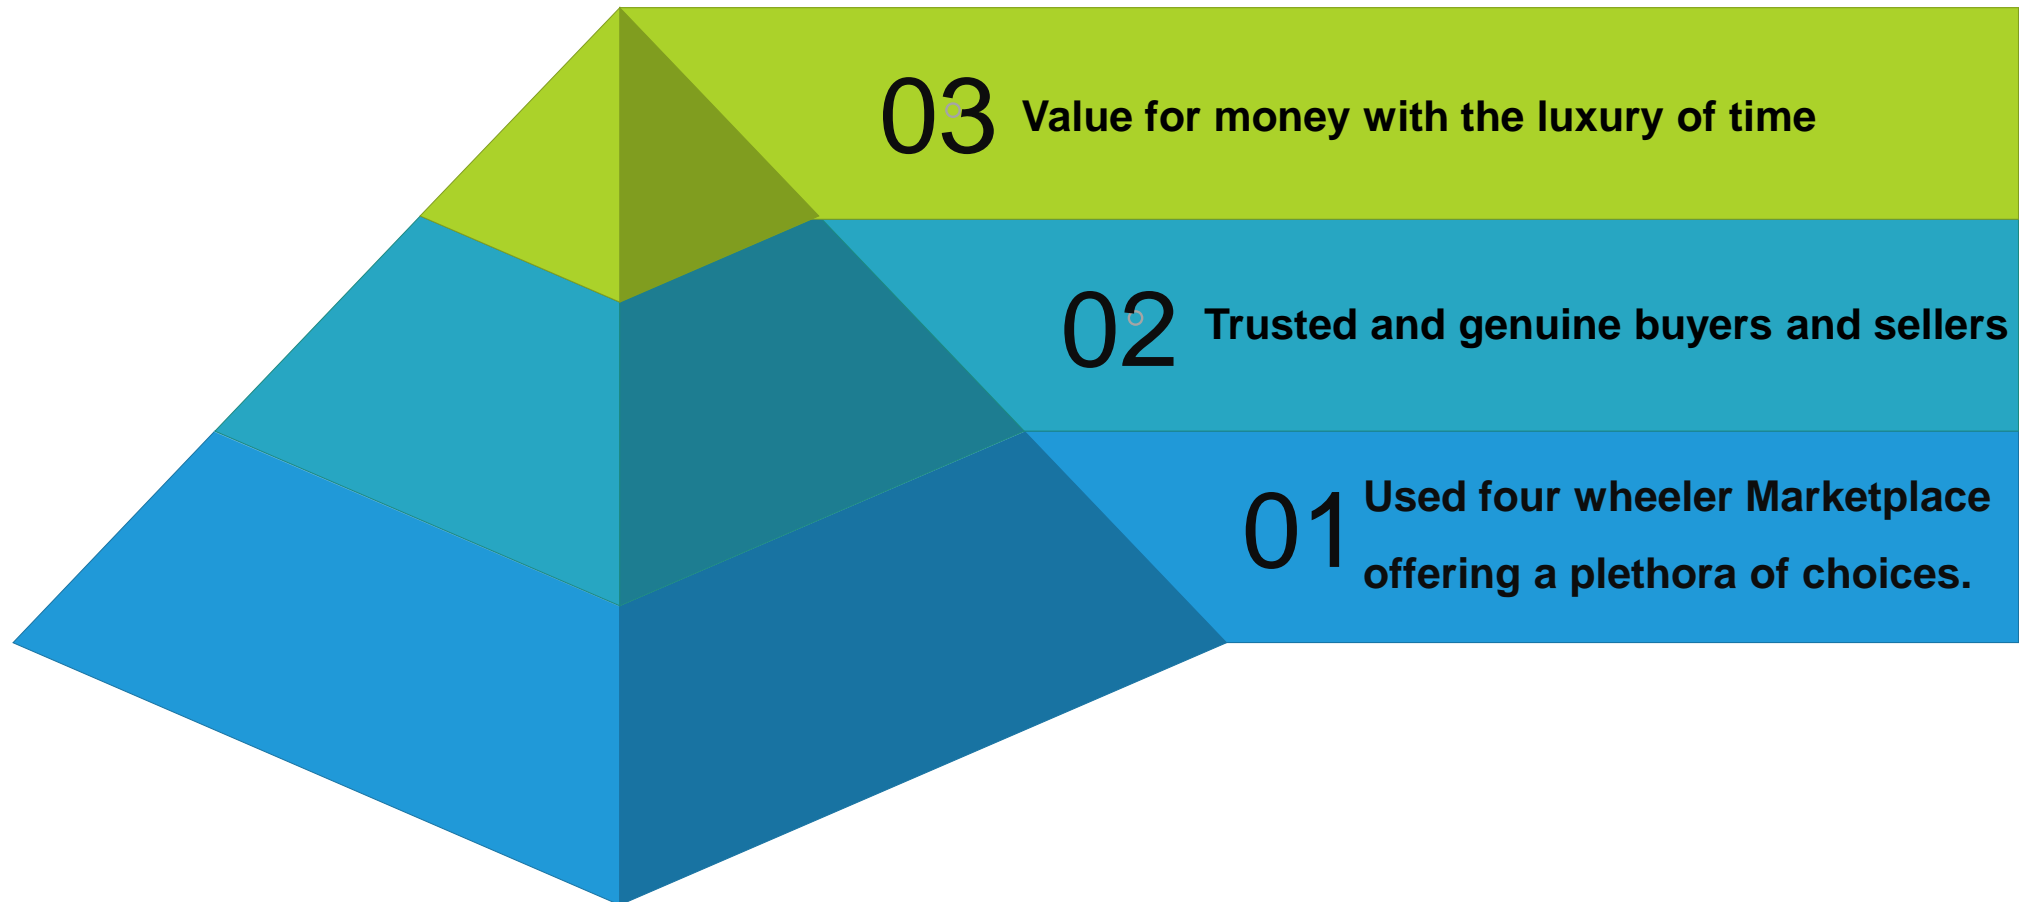 03 Value for money with the luxury of time
02 Trusted and genuine buyers and sellers
01 Used four wheeler Marketplace
offering a plethora of choices.